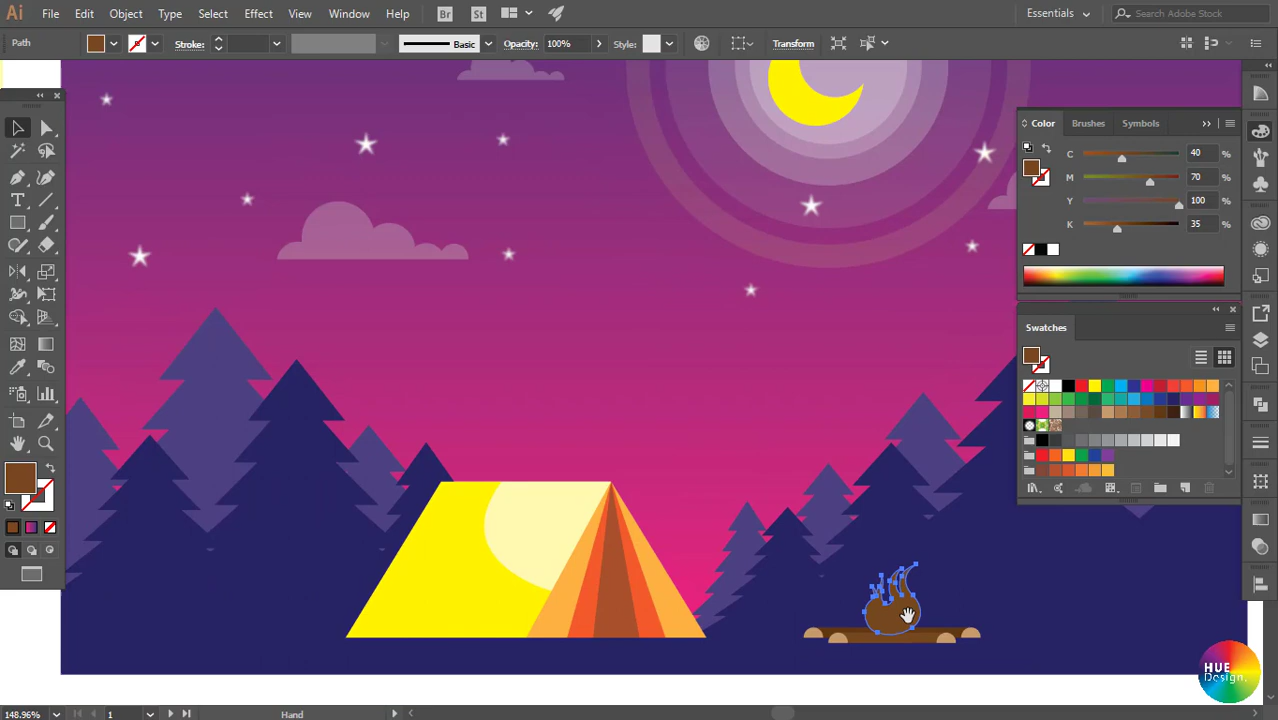 Ai File Edit Object Type Select Effect View Window Help Br St Essentials Search Adobe Stock
Path Stroke: Basic Opacity: 100% Style: Transform
Color Brushes Symbols
C 40 %
M 70 %
Y 100 %
K 35 %
Swatches
HUE
Design.
148.96% 1 Hand